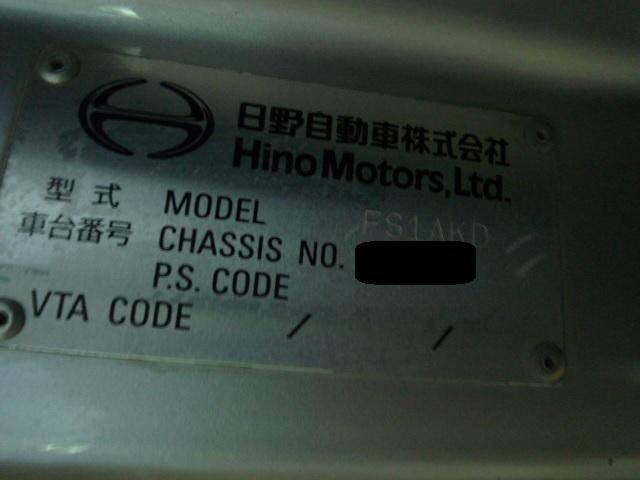 日野自動車株式会社
Hino Motors, Ltd.
型式 MODEL FS1AKD
車台番号 CHASSIS NO.
P.S. CODE
VTA CODE / /